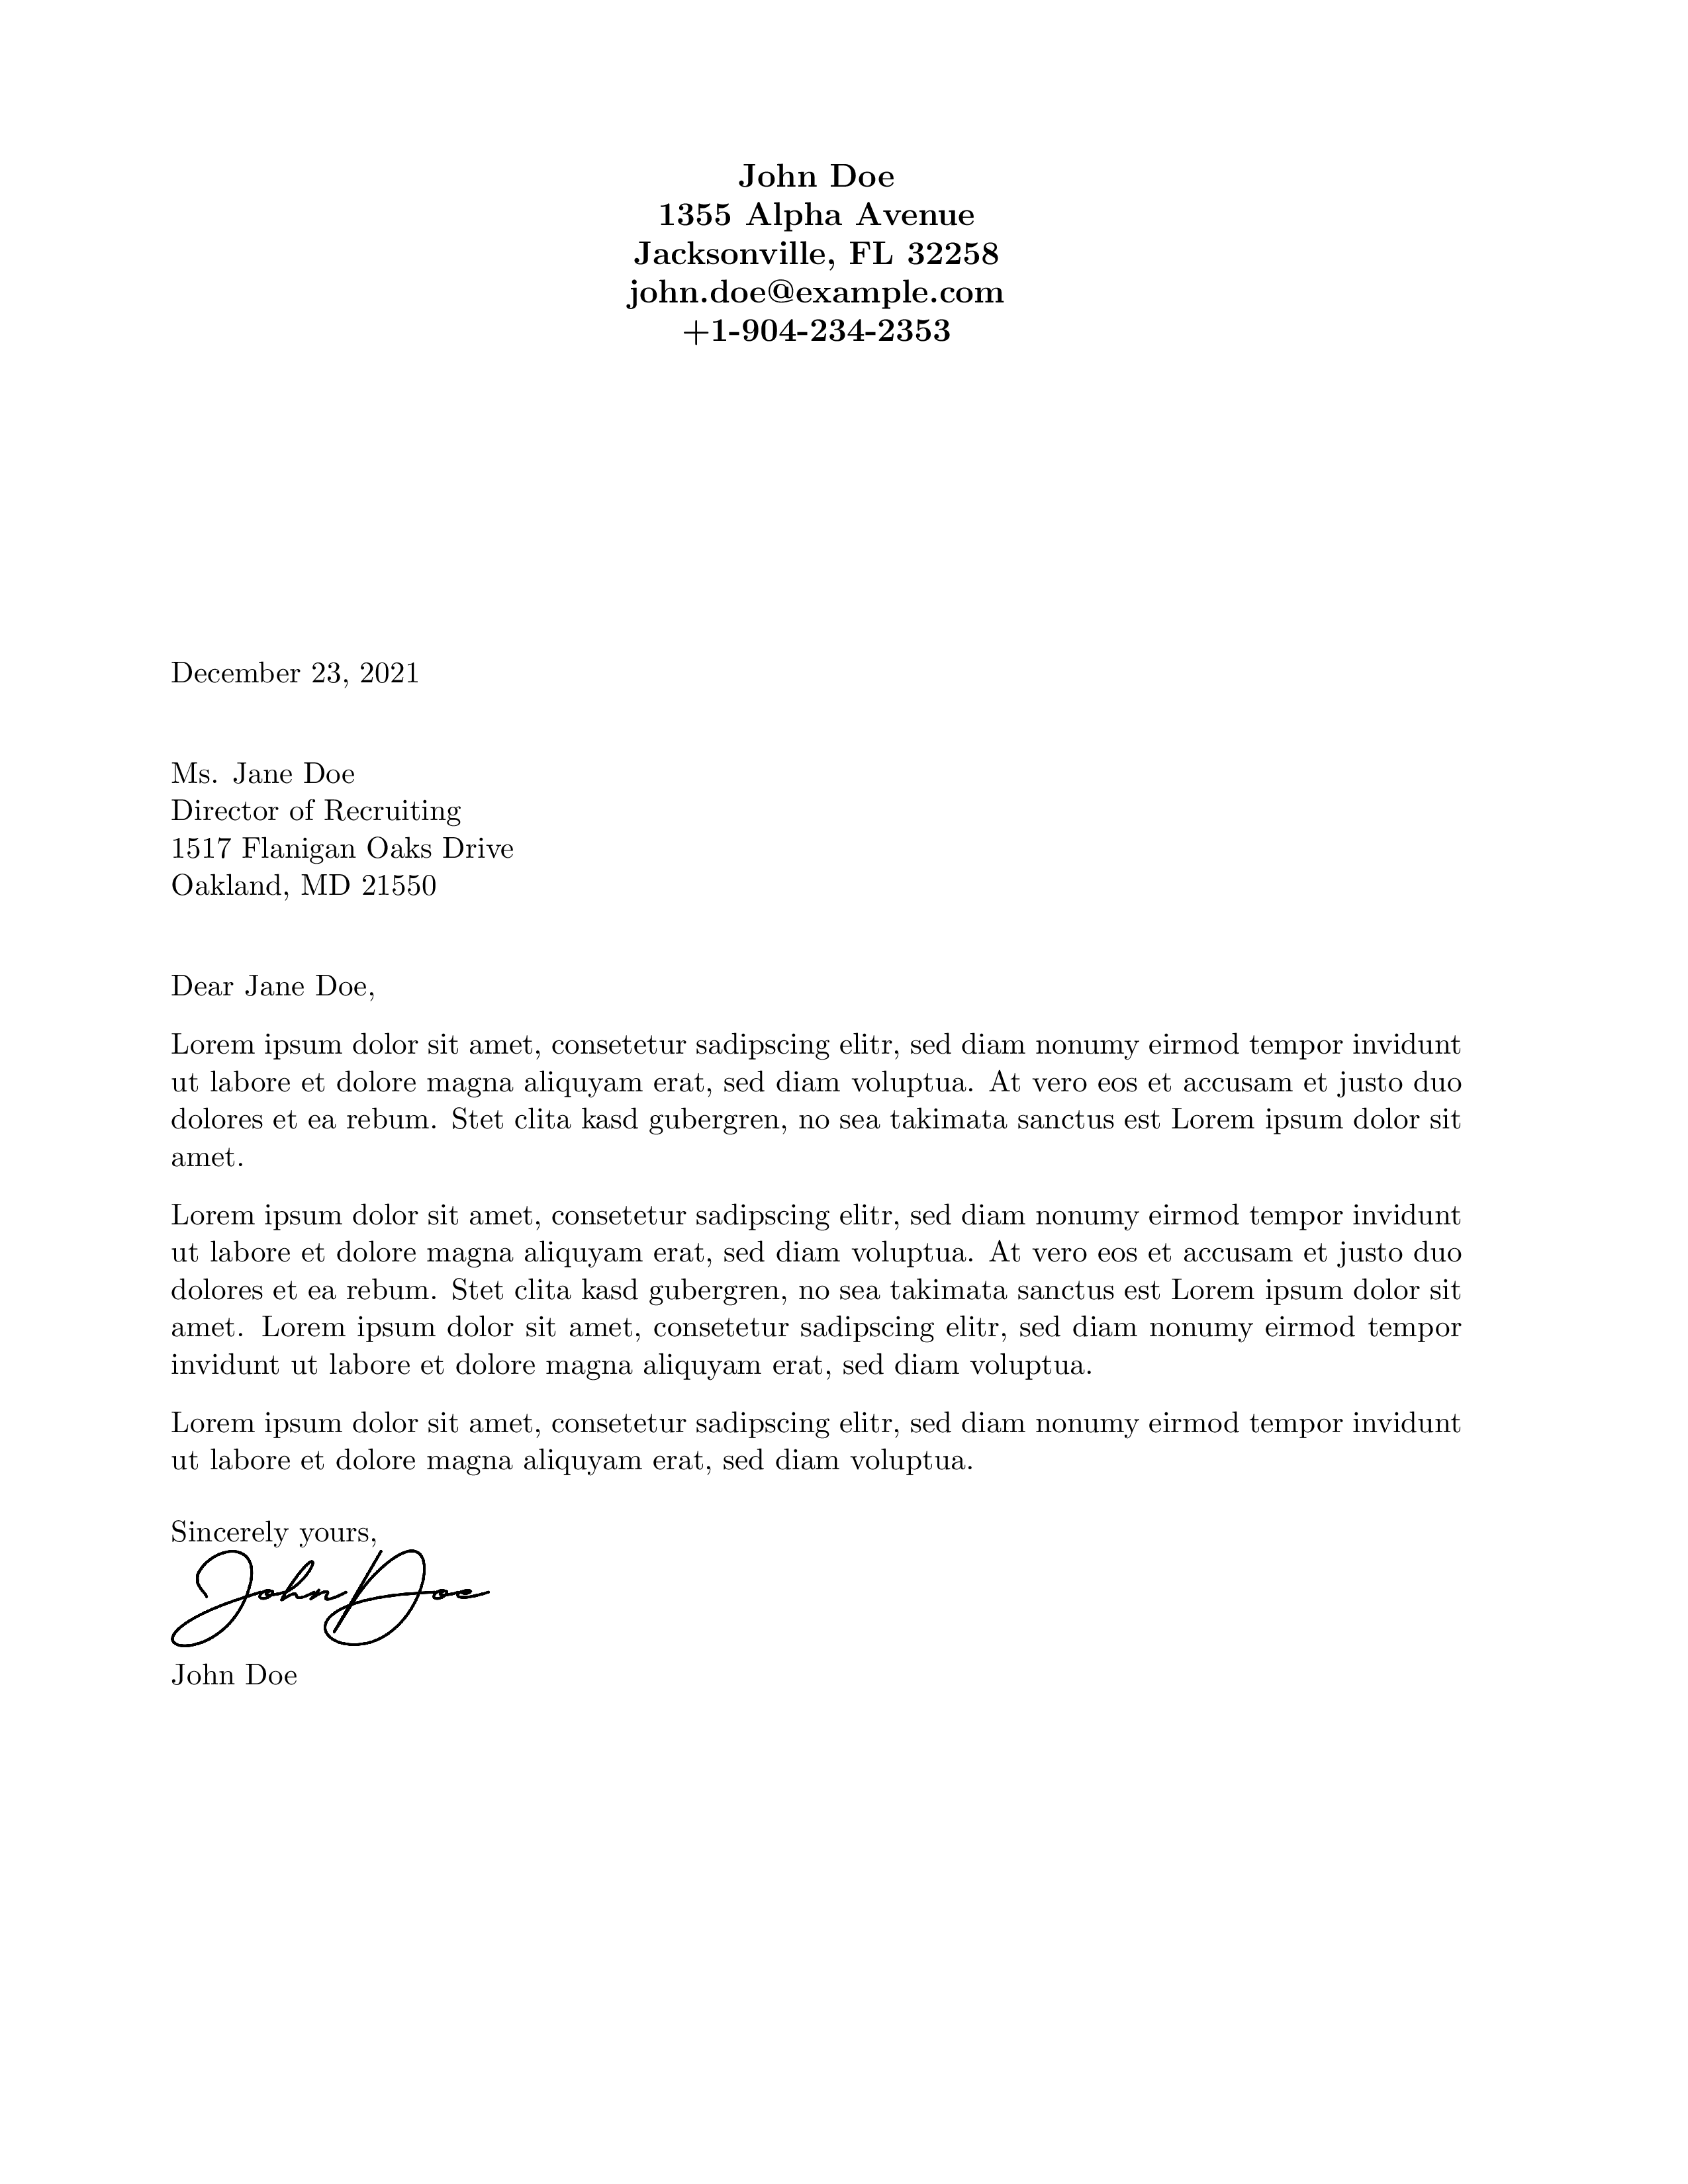 John Doe
1355 Alpha Avenue
Jacksonville, FL 32258
john.doe@example.com
+1-904-234-2353
December 23, 2021
Ms. Jane Doe
Director of Recruiting
1517 Flanigan Oaks Drive
Oakland, MD 21550
Dear Jane Doe,
Lorem ipsum dolor sit amet, consetetur sadipscing elitr, sed diam nonumy eirmod tempor invidunt
ut labore et dolore magna aliquyam erat, sed diam voluptua. At vero eos et accusam et justo duo
dolores et ea rebum. Stet clita kasd gubergren, no sea takimata sanctus est Lorem ipsum dolor sit
amet.
Lorem ipsum dolor sit amet, consetetur sadipscing elitr, sed diam nonumy eirmod tempor invidunt
ut labore et dolore magna aliquyam erat, sed diam voluptua. At vero eos et accusam et justo duo
dolores et ea rebum. Stet clita kasd gubergren, no sea takimata sanctus est Lorem ipsum dolor sit
amet. Lorem ipsum dolor sit amet, consetetur sadipscing elitr, sed diam nonumy eirmod tempor
invidunt ut labore et dolore magna aliquyam erat, sed diam voluptua.
Lorem ipsum dolor sit amet, consetetur sadipscing elitr, sed diam nonumy eirmod tempor invidunt
ut labore et dolore magna aliquyam erat, sed diam voluptua.
Sincerely yours,
John Doe
John Doe